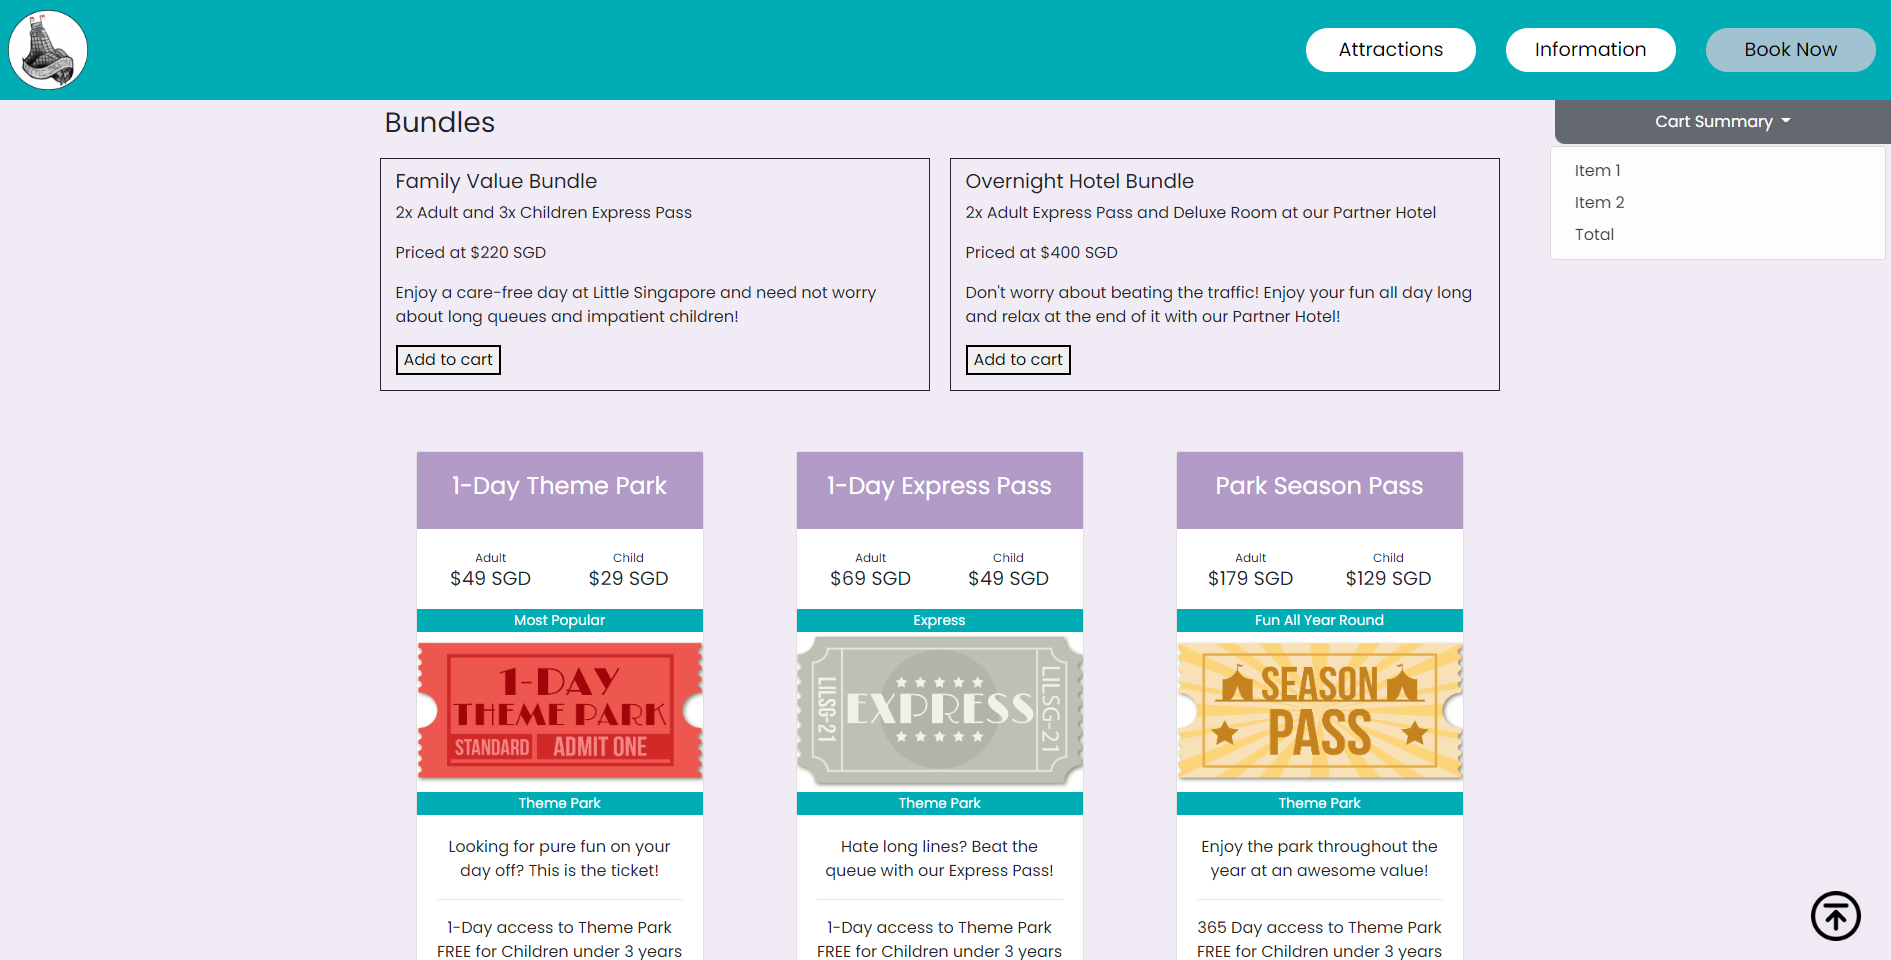 Attractions
Information
Book Now
Cart Summary
Item 1
Item 2
Total
Bundles
Family Value Bundle
2x Adult and 3x Children Express Pass
Priced at $220 SGD
Enjoy a care-free day at Little Singapore and need not worry
about long queues and impatient children!
Add to cart
Overnight Hotel Bundle
2x Adult Express Pass and Deluxe Room at our Partner Hotel
Priced at $400 SGD
Don't worry about beating the traffic! Enjoy your fun all day long
and relax at the end of it with our Partner Hotel!
Add to cart
1-Day Theme Park
Adult
$49 SGD
Child
$29 SGD
Most Popular
1-DAY
THEME PARK
STANDARD
ADMIT ONE
Theme Park
Looking for pure fun on your
day off? This is the ticket!
1-Day access to Theme Park
FREE for Children under 3 years
1-Day Express Pass
Adult
$69 SGD
Child
$49 SGD
Express
LILSG-21
EXPRESS
LILSG-21
Theme Park
Hate long lines? Beat the
queue with our Express Pass!
1-Day access to Theme Park
FREE for Children under 3 years
Park Season Pass
Adult
$179 SGD
Child
$129 SGD
Fun All Year Round
SEASON
PASS
Theme Park
Enjoy the park throughout the
year at an awesome value!
365 Day access to Theme Park
FREE for Children under 3 years